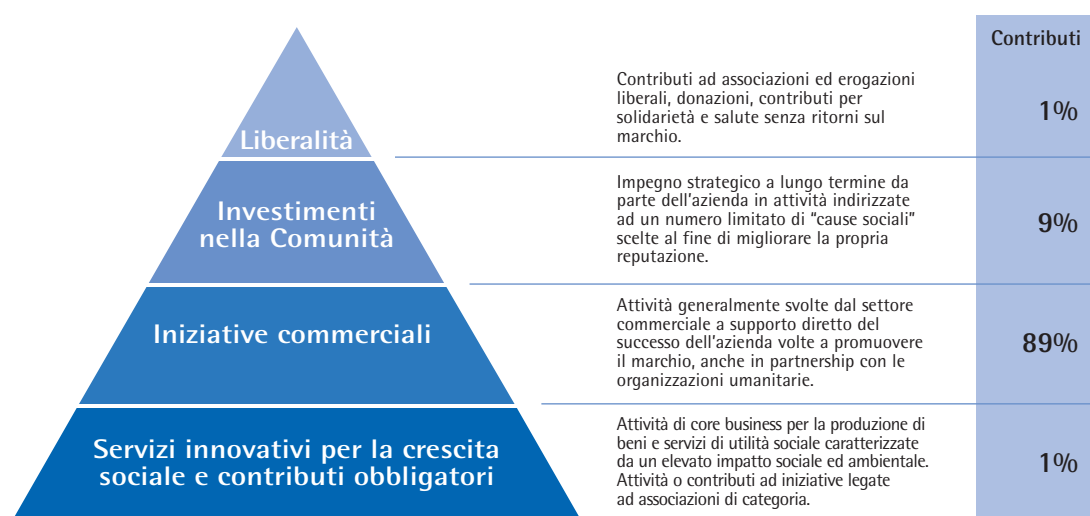 Contributi
Liberalità
Contributi ad associazioni ed erogazioni
liberali, donazioni, contributi per
solidarietà e salute senza ritorni sul
marchio.
1%
Investimenti
nella Comunità
Impegno strategico a lungo termine da
parte dell'azienda in attività indirizzate
ad un numero limitato di “cause sociali”
scelte al fine di migliorare la propria
reputazione.
9%
Iniziative commerciali
Attività generalmente svolte dal settore
commerciale a supporto diretto del
successo dell'azienda volte a promuovere
il marchio, anche in partnership con le
organizzazioni umanitarie.
89%
Servizi innovativi per la crescita
sociale e contributi obbligatori
Attività di core business per la produzione di
beni e servizi di utilità sociale caratterizzate
da un elevato impatto sociale ed ambientale.
Attività o contributi ad iniziative legate
ad associazioni di categoria.
1%